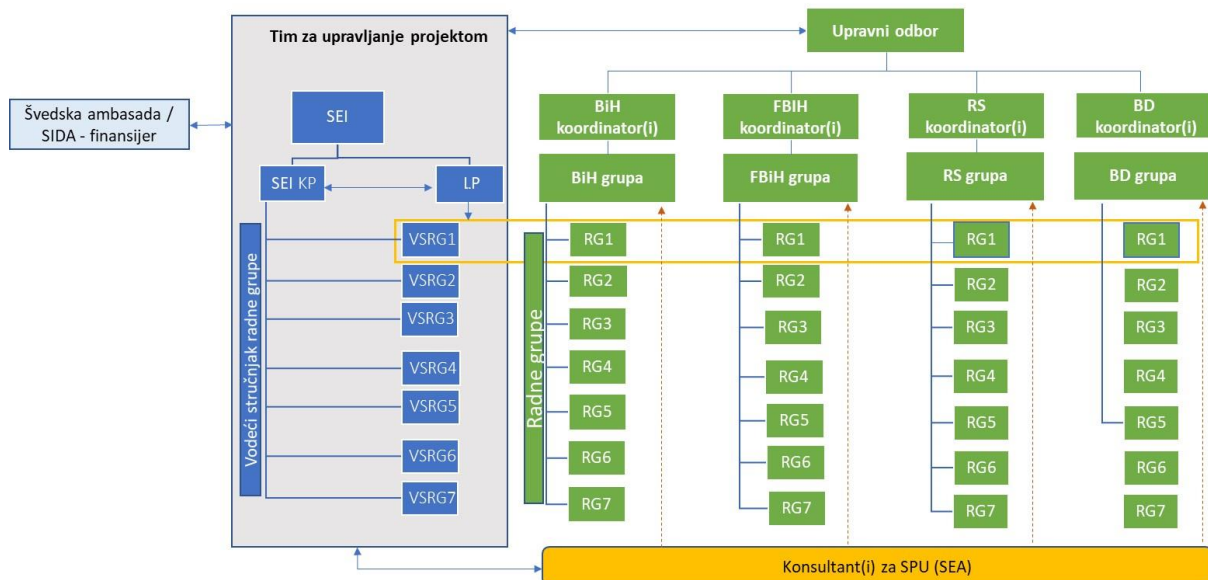 Tim za upravljanje projektom
Upravni odbor
Švedska ambasada /
SIDA - finansijer
SEI
BiH
koordinator(i)
FBIH
koordinator(i)
RS
koordinator(i)
BD
koordinator(i)
SEI KP
LP
BiH grupa
FBiH grupa
RS grupa
BD grupa
Vodeći stručnjak radne grupe
VSRG1
VSRG2
VSRG3
VSRG4
VSRG5
VSRG6
VSRG7
Radne grupe
RG1
RG2
RG3
RG4
RG5
RG6
RG7
RG1
RG2
RG3
RG4
RG5
RG6
RG7
RG1
RG2
RG3
RG4
RG5
RG6
RG7
RG1
RG2
RG3
RG4
RG5
RG6
RG7
Konsultant(i) za SPU (SEA)